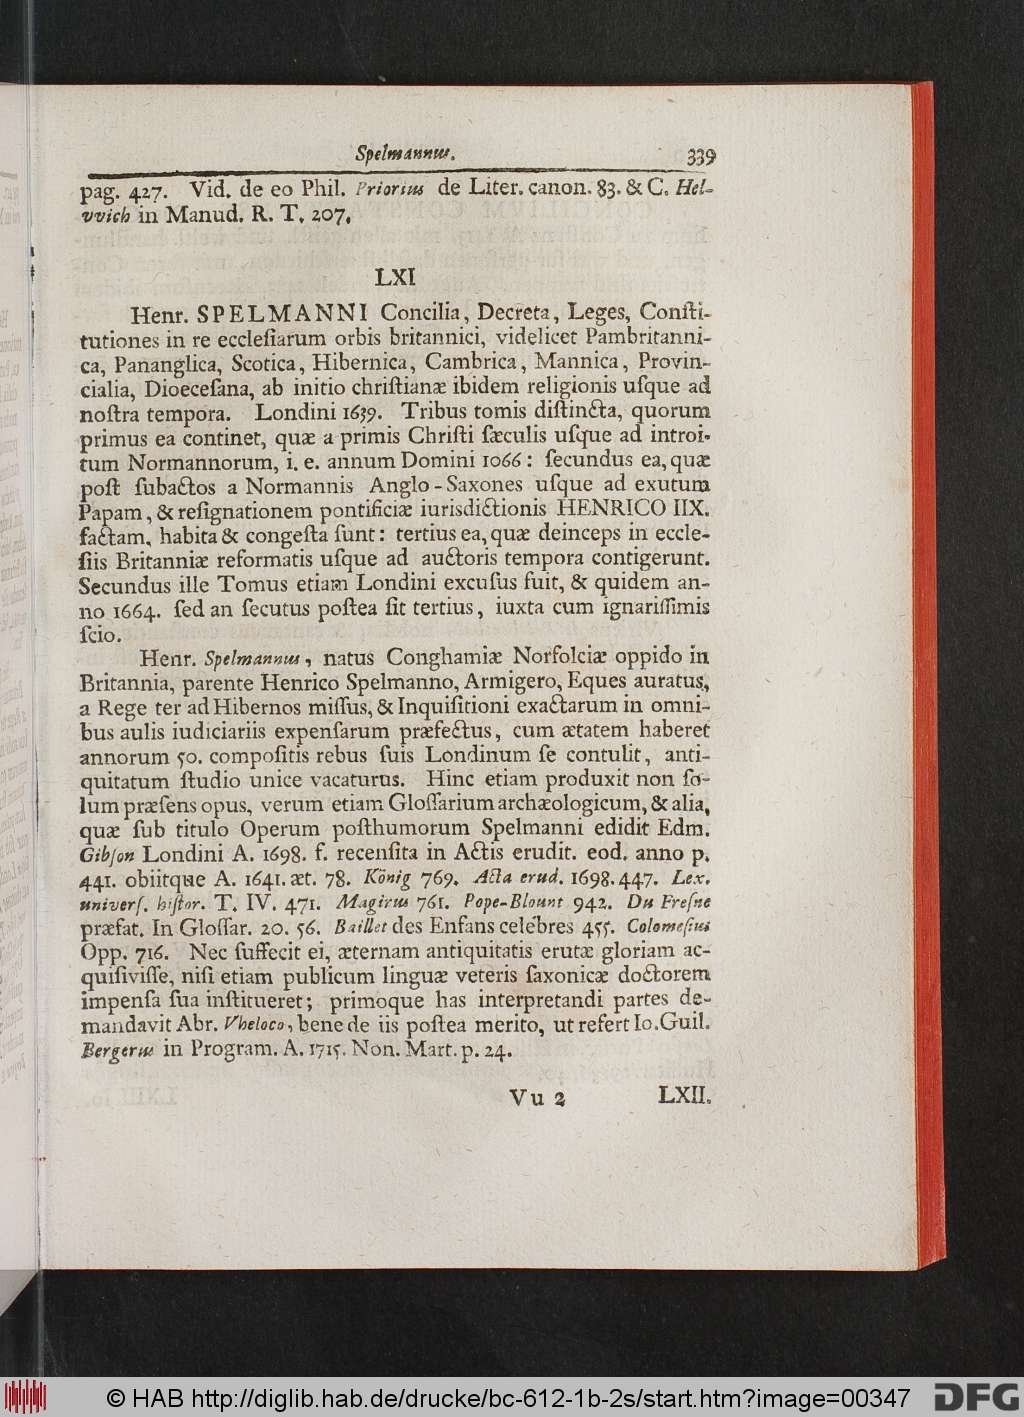 Spelmannus. 339
pag. 427. Vid. de eo Phil. Priorius de Liter. canon. 83. & C. Hel-
vvich in Manud. R. T. 207.
LXI
Henr. SPELMANNI Concilia, Decreta, Leges, Conſti-
tutiones in re eccleſiarum orbis britannici, videlicet Pambritanni-
ca, Pananglica, Scotica, Hibernica, Cambrica, Mannica, Provin-
cialia, Dioeceſana, ab initio chriſtianæ ibidem religionis uſque ad
noſtra tempora. Londini 1639. Tribus tomis diſtincta, quorum
primus ea continet, quæ a primis Chriſti ſæculis uſque ad introi-
tum Normannorum, i. e. annum Domini 1066: ſecundus ea, quæ
poſt ſubactos a Normannis Anglo-Saxones uſque ad exutum
Papam, & reſignationem pontificiæ iurisdictionis HENRICO IIX.
factam, habita & congeſta ſunt: tertius ea, quæ deinceps in eccle-
ſiis Britanniæ reformatis uſque ad auctoris tempora contigerunt.
Secundus ille Tomus etiam Londini excuſus fuit, & quidem an-
no 1664. ſed an ſecutus poſtea ſit tertius, iuxta cum ignariſſimis
ſcio.
Henr. Spelmannus, natus Conghamiæ Norfolciæ oppido in
Britannia, parente Henrico Spelmanno, Armigero, Eques auratus,
a Rege ter ad Hibernos miſſus, & Inquiſitioni exactarum in omni-
bus aulis iudiciariis expenſarum præfectus, cum ætatem haberet
annorum 50. compoſitis rebus ſuis Londinum ſe contulit, anti-
quitatum ſtudio unice vacaturus. Hinc etiam produxit non ſo-
lum præſens opus, verum etiam Gloſſarium archæologicum, & alia,
quæ ſub titulo Operum poſthumorum Spelmanni edidit Edm.
Gibſon Londini A. 1698. f. recenſita in Actis erudit. eod. anno p.
441. obiitque A. 1641. æt. 78. König 769. Acta erud. 1698. 447. Lex.
univerſ. hiſtor. T. IV. 471. Magirus 761. Pope-Blount 942. Du Freſne
præfat. In Gloſſar. 20. 56. Baillet des Enfans celébres 455. Colomeſius
Opp. 716. Nec ſuffecit ei, æternam antiquitatis erutæ gloriam ac-
quiſiviſſe, niſi etiam publicum linguæ veteris ſaxonicæ doctorem
impenſa ſua inſtitueret; primoque has interpretandi partes de-
mandavit Abr. Vheloco, bene de iis poſtea merito, ut refert Io. Guil.
Bergerus in Program. A. 1715. Non. Mart. p. 24.
Vu 2 LXII.
© HAB http://diglib.hab.de/drucke/bc-612-1b-2s/start.htm?image=00347 DFG